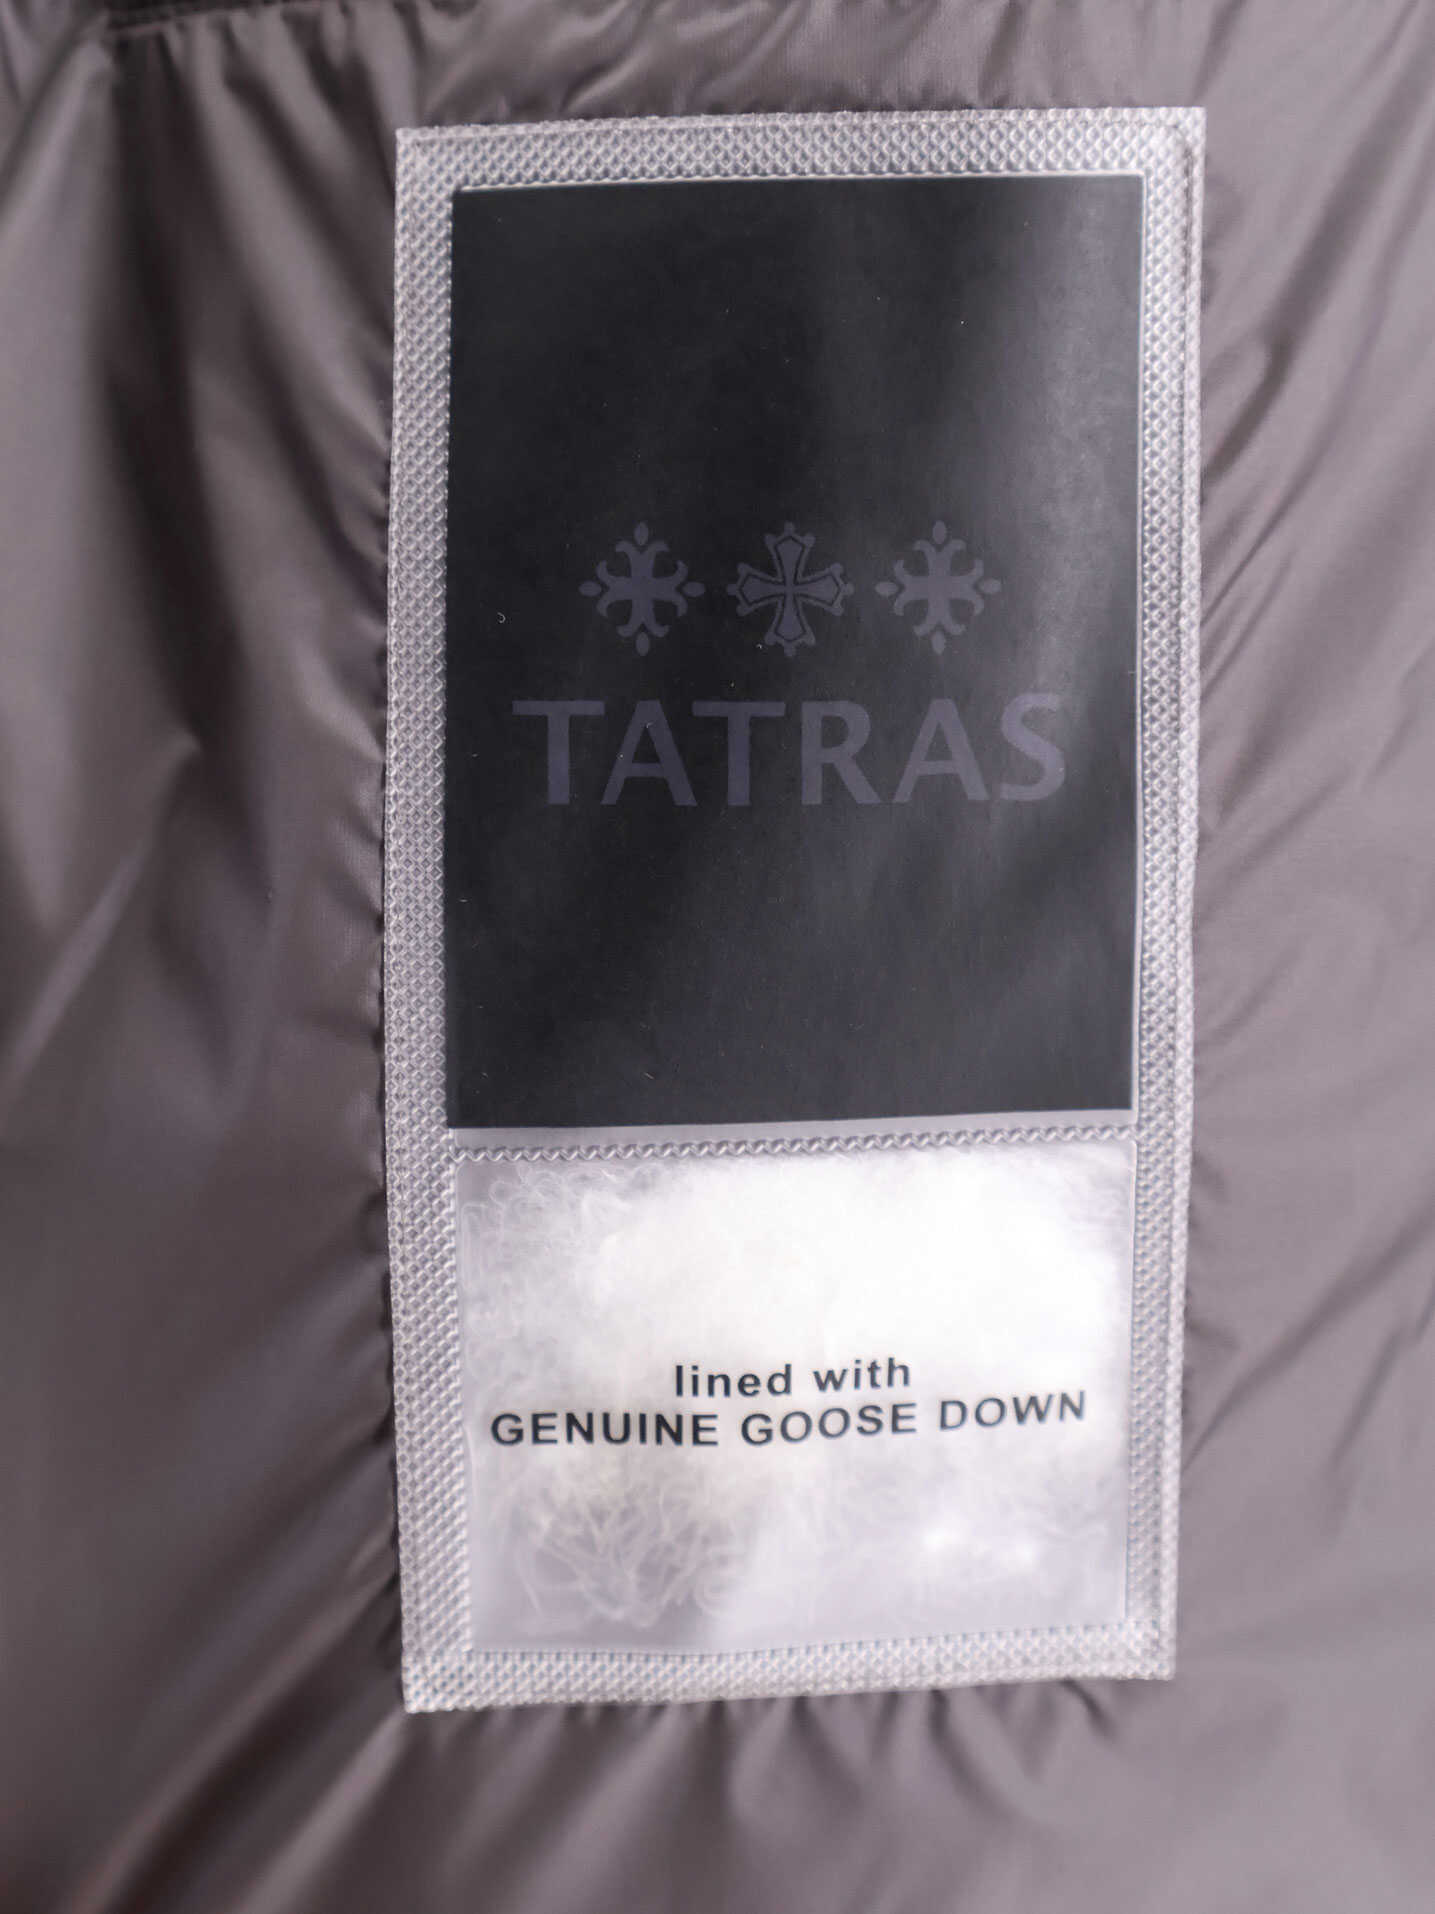 TATRAS
lined with
GENUINE GOOSE DOWN